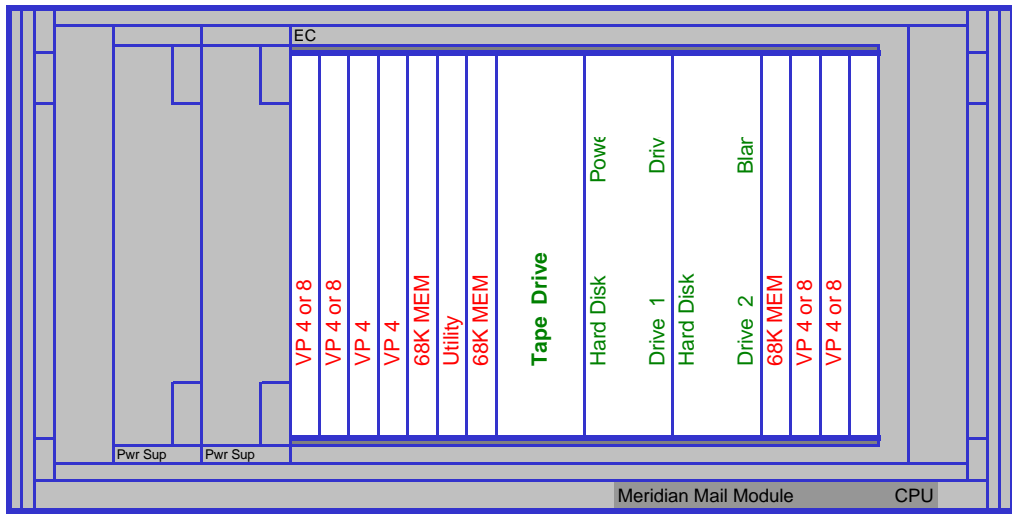 EC
VP 4 or 8
VP 4 or 8
VP 4
VP 4
68K MEM
Utility
68K MEM
Tape Drive
Hard Disk Powe
Drive 1 Driv
Hard Disk
Drive 2 Blar
68K MEM
VP 4 or 8
VP 4 or 8
Pwr Sup
Pwr Sup
Meridian Mail Module CPU